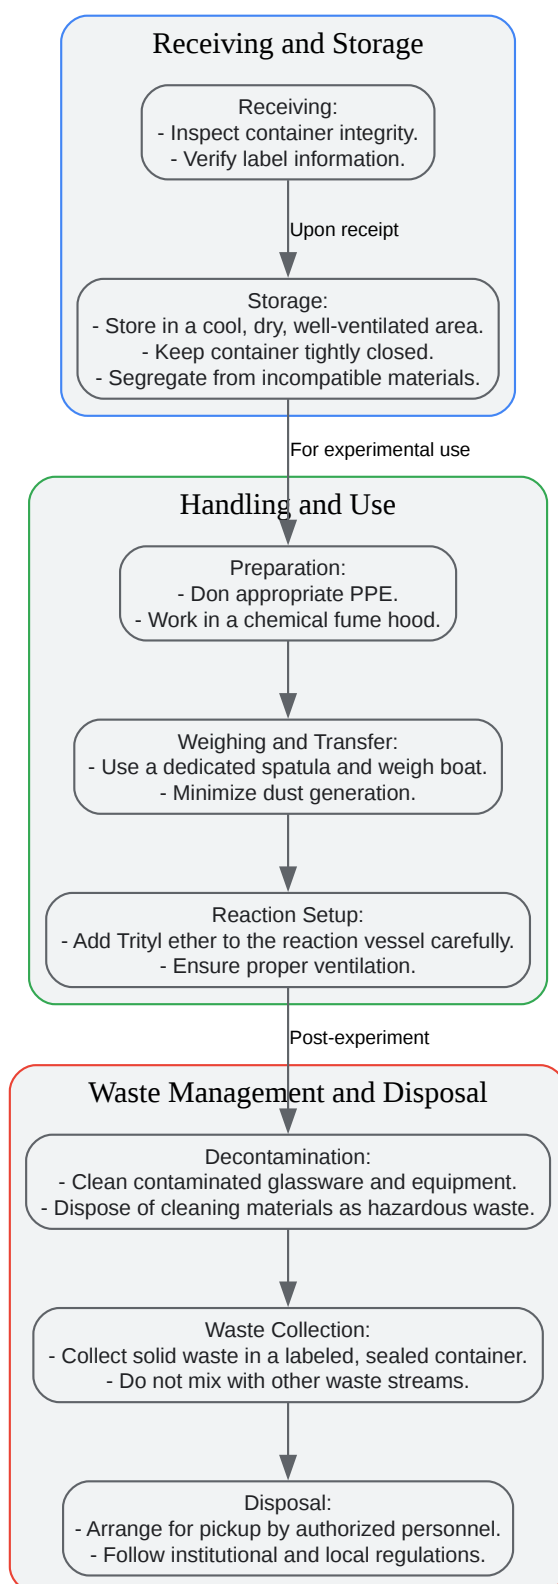 Receiving and Storage
Receiving:
- Inspect container integrity.
- Verify label information.
Upon receipt
Storage:
- Store in a cool, dry, well-ventilated area.
- Keep container tightly closed.
- Segregate from incompatible materials.
For experimental use
Handling and Use
Preparation:
- Don appropriate PPE.
- Work in a chemical fume hood.
Weighing and Transfer:
- Use a dedicated spatula and weigh boat.
- Minimize dust generation.
Reaction Setup:
- Add Trityl ether to the reaction vessel carefully.
- Ensure proper ventilation.
Post-experiment
Waste Management and Disposal
Decontamination:
- Clean contaminated glassware and equipment.
- Dispose of cleaning materials as hazardous waste.
Waste Collection:
- Collect solid waste in a labeled, sealed container.
- Do not mix with other waste streams.
Disposal:
- Arrange for pickup by authorized personnel.
- Follow institutional and local regulations.